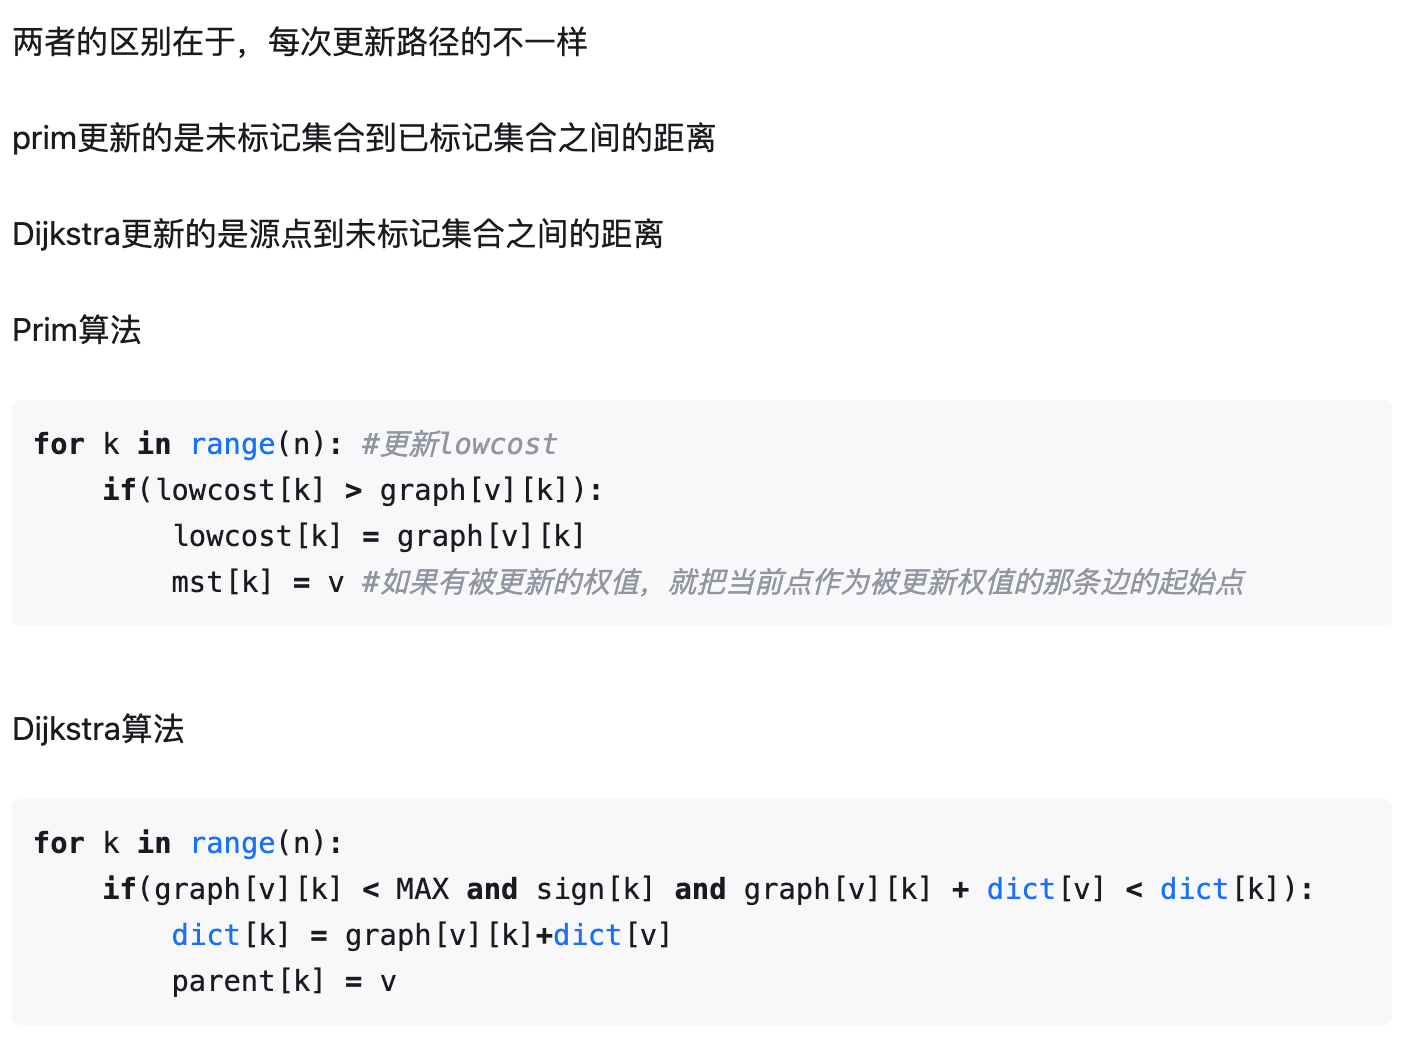 两者的区别在于，每次更新路径的不一样
prim更新的是未标记集合到已标记集合之间的距离
Dijkstra更新的是源点到未标记集合之间的距离
Prim算法
for k in range(n): #更新lowcost
    if(lowcost[k] > graph[v][k]):
        lowcost[k] = graph[v][k]
        mst[k] = v #如果有被更新的权值，就把当前点作为被更新权值的那条边的起始点
Dijkstra算法
for k in range(n):
    if(graph[v][k] < MAX and sign[k] and graph[v][k] + dict[v] < dict[k]):
        dict[k] = graph[v][k]+dict[v]
        parent[k] = v